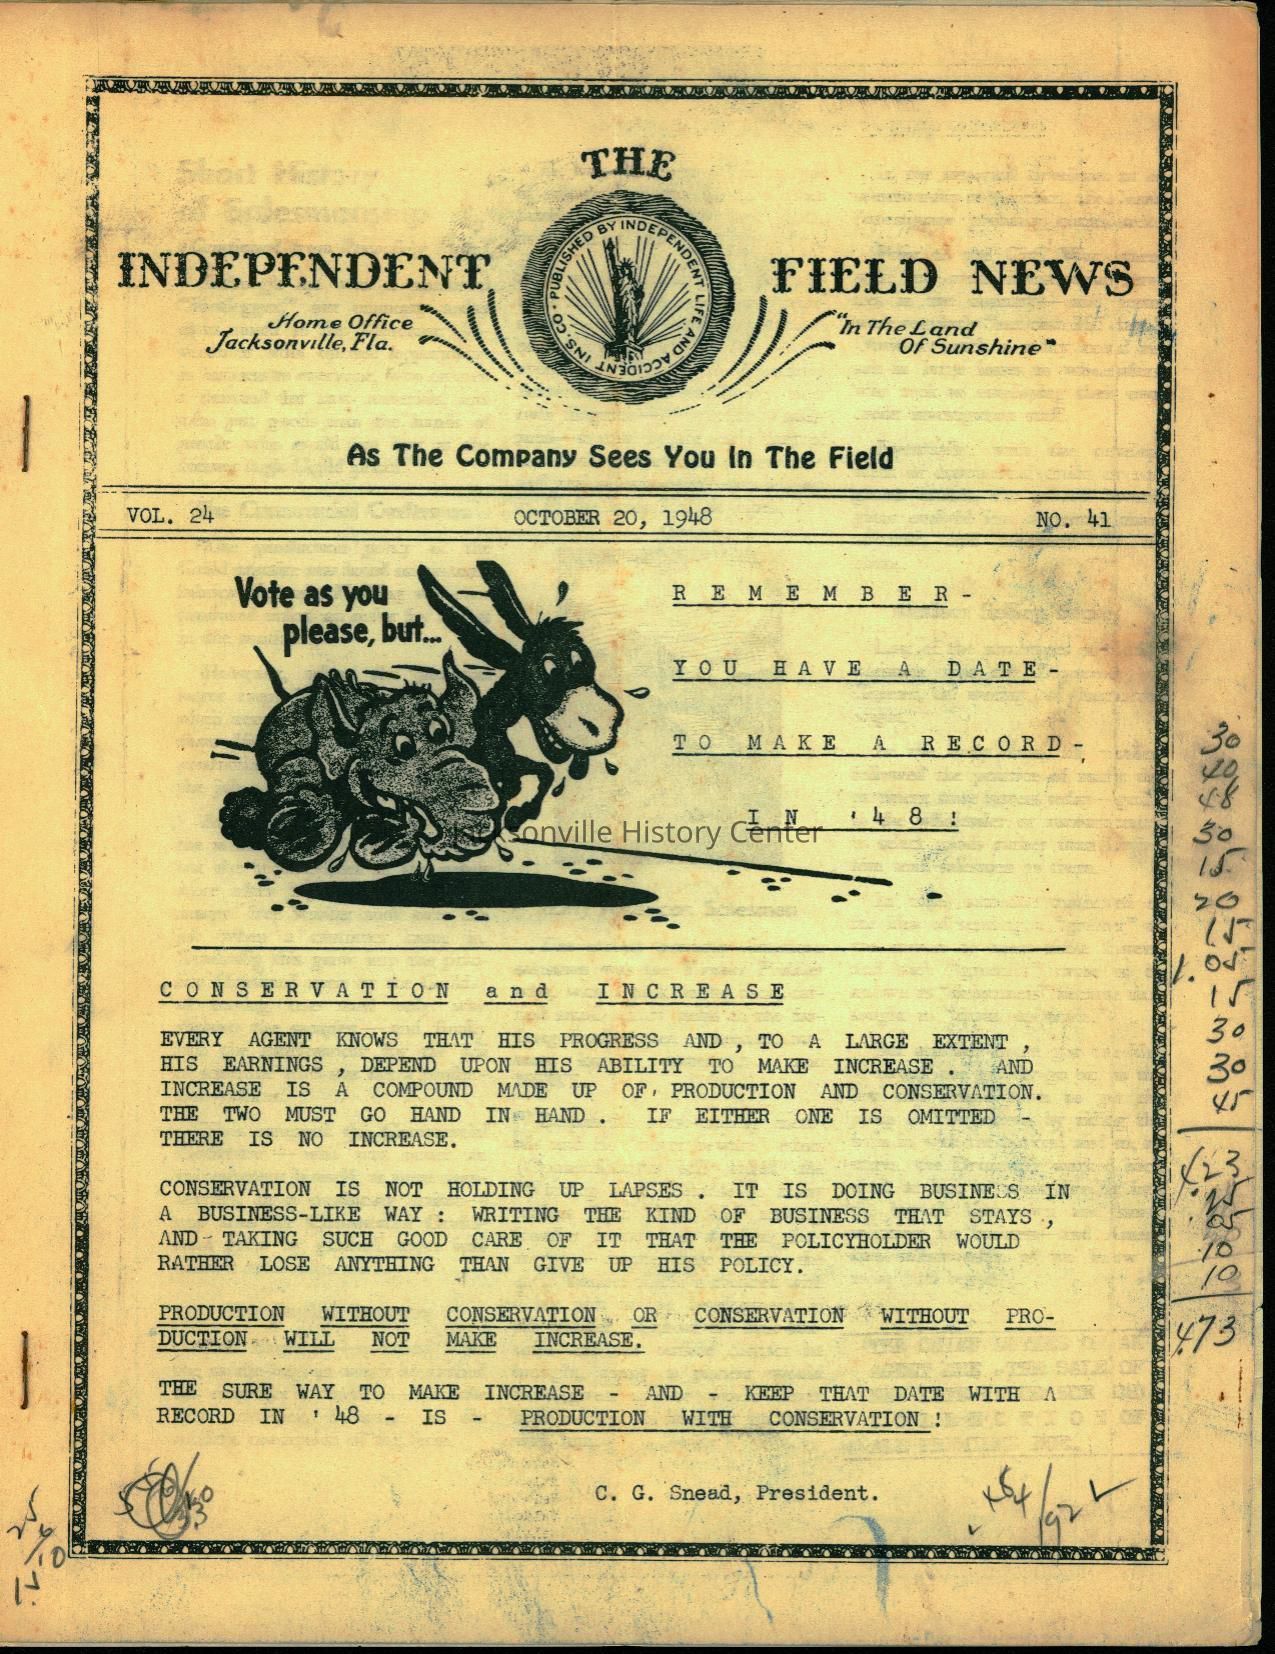 THE
INDEPENDENT FIELD NEWS
PUBLISHED BY INDEPENDENT LIFE AND ACCIDENT INS. CO.
Home Office
Jacksonville, Fla.
"In The Land
Of Sunshine"
As The Company Sees You In The Field
VOL. 24 OCTOBER 20, 1948 NO. 41
Vote as you
please, but...
REMEMBER-
YOU HAVE A DATE-
TO MAKE A RECORD-
IN '48!
Jacksonville History Center
CONSERVATION and INCREASE
EVERY AGENT KNOWS THAT HIS PROGRESS AND, TO A LARGE EXTENT,
HIS EARNINGS, DEPEND UPON HIS ABILITY TO MAKE INCREASE. AND
INCREASE IS A COMPOUND MADE UP OF PRODUCTION AND CONSERVATION.
THE TWO MUST GO HAND IN HAND. IF EITHER ONE IS OMITTED -
THERE IS NO INCREASE.
CONSERVATION IS NOT HOLDING UP LAPSES. IT IS DOING BUSINESS IN
A BUSINESS-LIKE WAY: WRITING THE KIND OF BUSINESS THAT STAYS,
AND TAKING SUCH GOOD CARE OF IT THAT THE POLICYHOLDER WOULD
RATHER LOSE ANYTHING THAN GIVE UP HIS POLICY.
PRODUCTION WITHOUT CONSERVATION OR CONSERVATION WITHOUT PRO-
DUCTION WILL NOT MAKE INCREASE.
THE SURE WAY TO MAKE INCREASE - AND - KEEP THAT DATE WITH A
RECORD IN '48 - IS - PRODUCTION WITH CONSERVATION!
C. G. Snead, President.
30
40
48
30
15
20
15
1.05
15
30
30
45
4.23
25
05
10
10
4.73